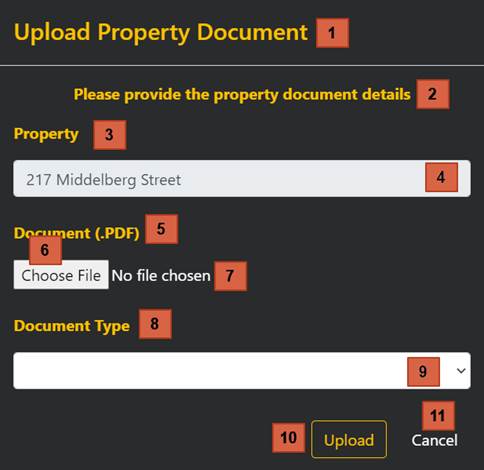 Upload Property Document 1
Please provide the property document details 2
Property 3
217 Middelberg Street 4
Document (.PDF) 5
6
Choose File No file chosen 7
Document Type 8
9
11
10 Upload Cancel